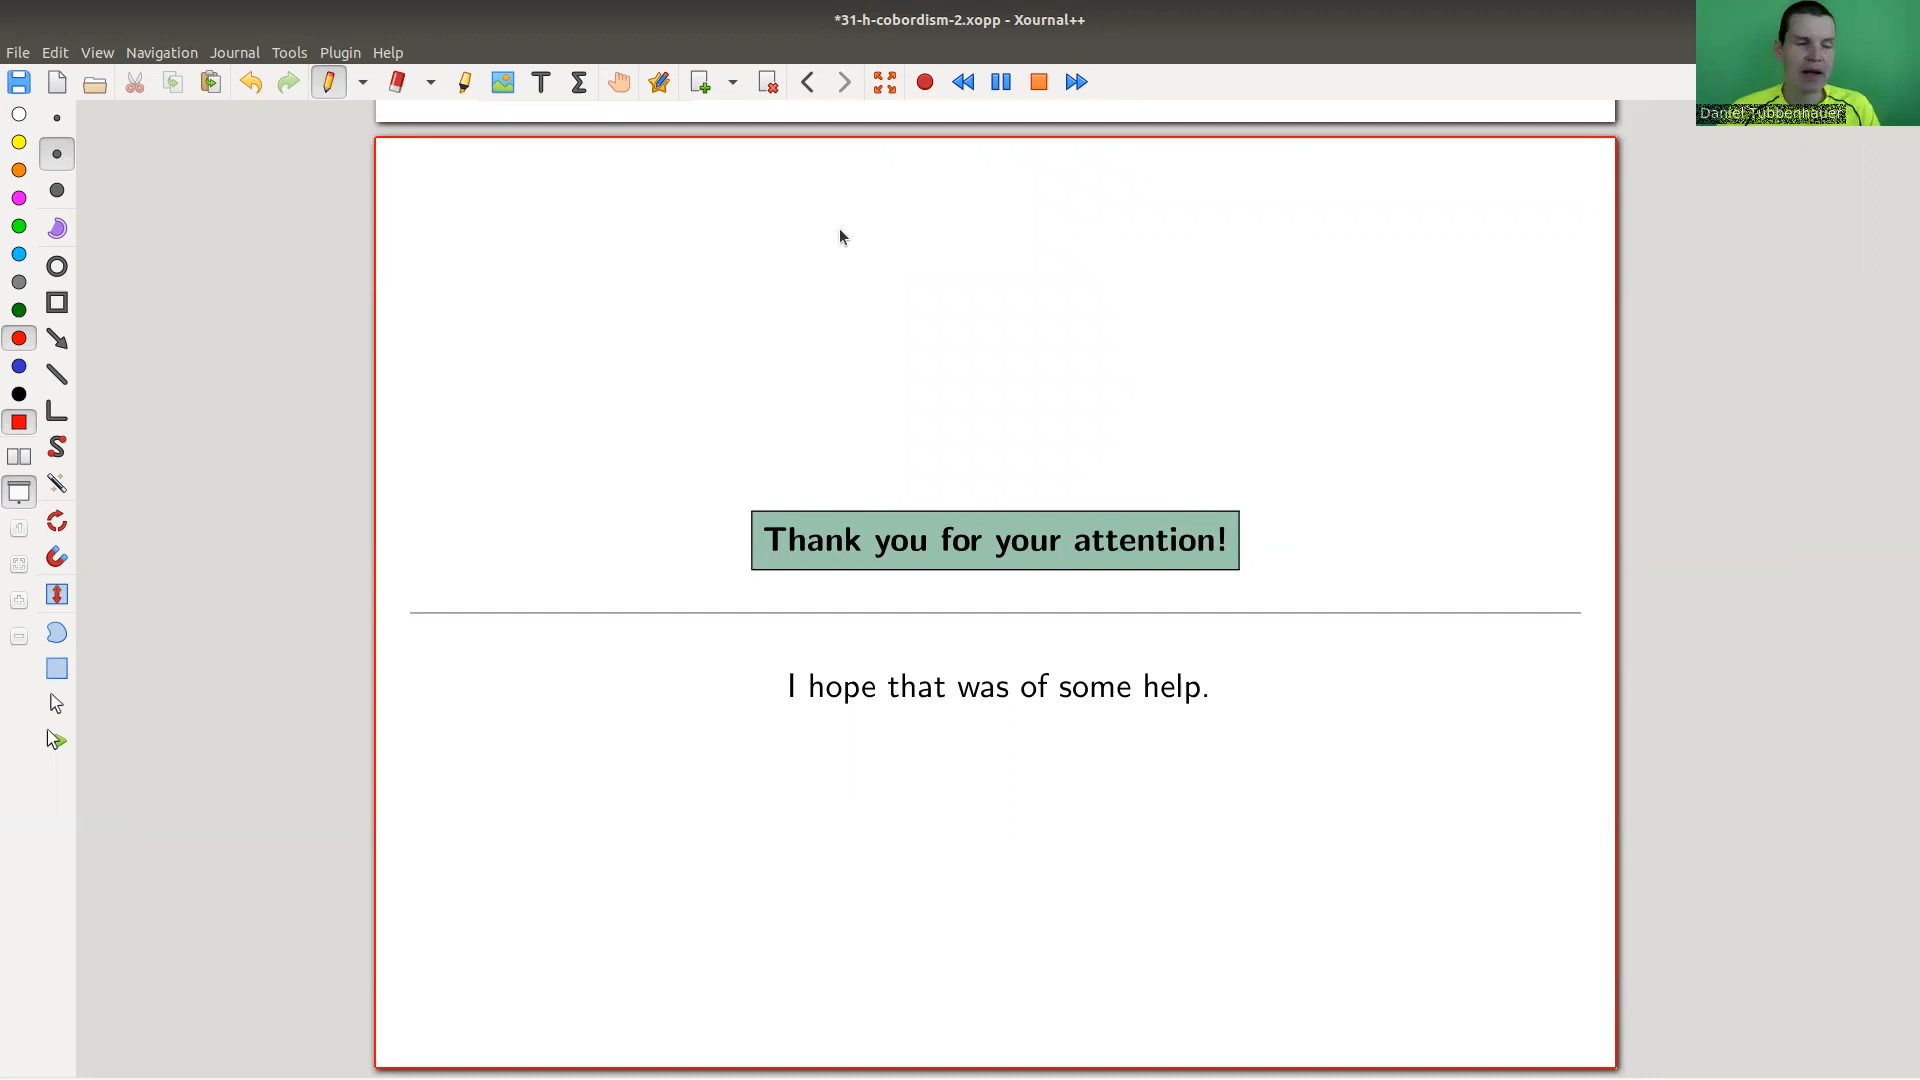 *31-h-cobordism-2.xopp - Xournal++
File Edit View Navigation Journal Tools Plugin Help
Daniel Tubbenhauer
Thank you for your attention!
I hope that was of some help.